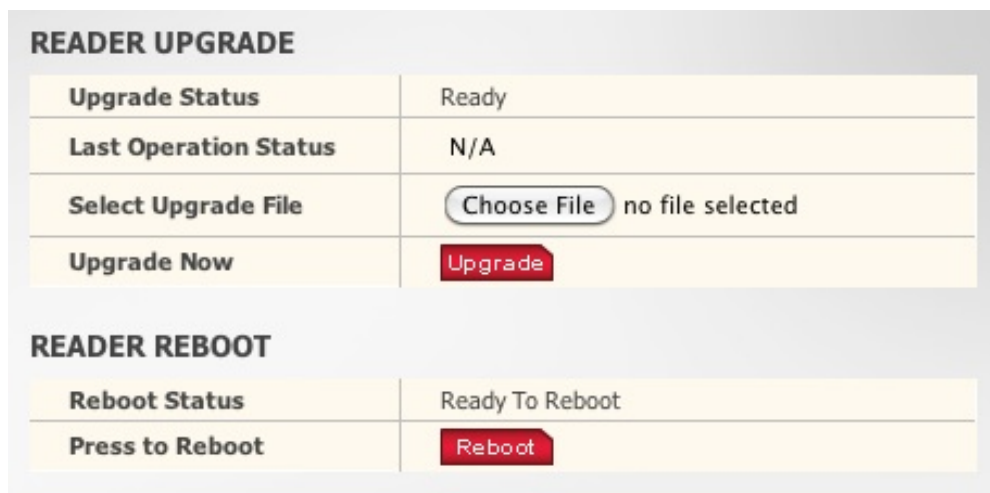 READER UPGRADE
Upgrade Status Ready
Last Operation Status N/A
Select Upgrade File Choose File no file selected
Upgrade Now Upgrade
READER REBOOT
Reboot Status Ready To Reboot
Press to Reboot Reboot